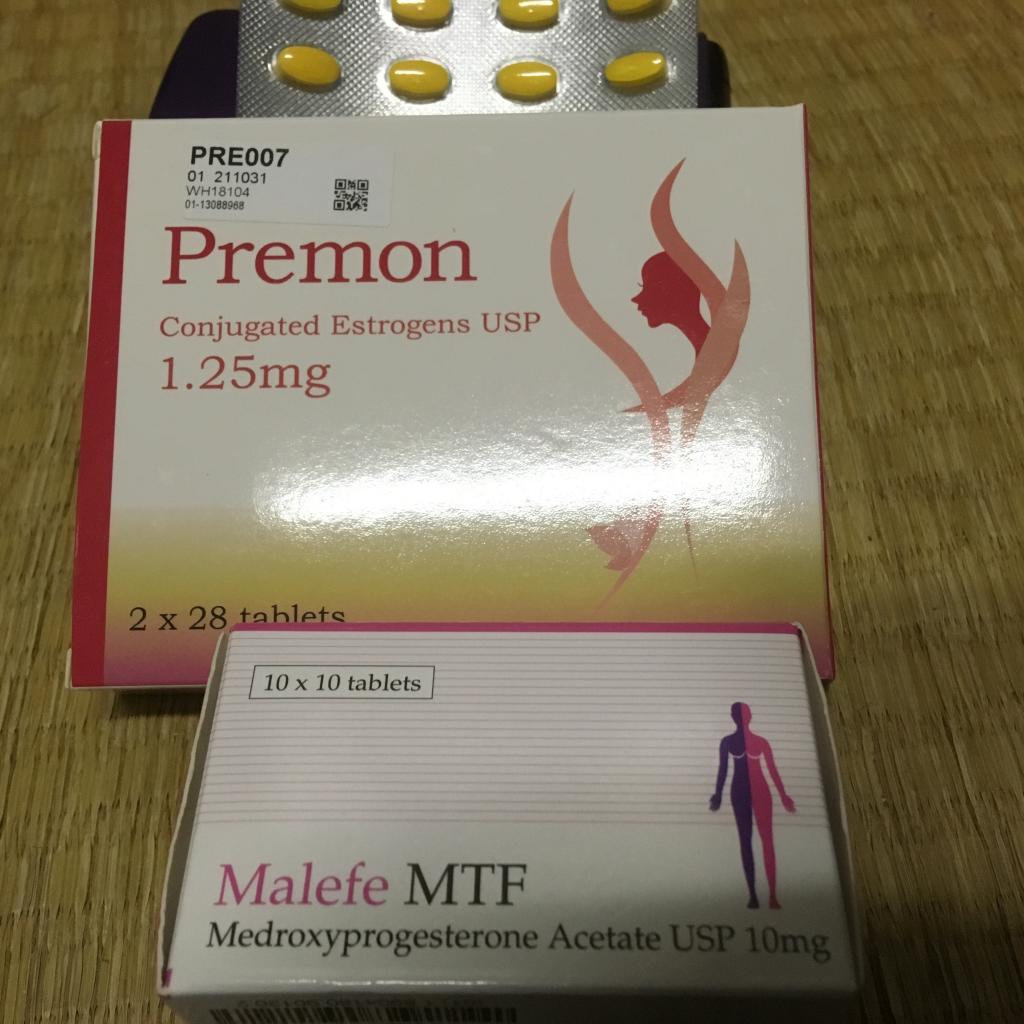 PRE007
01 211031
WH18104
01-13088968
Premon
Conjugated Estrogens USP
1.25mg
2 x 28 tablets
10 x 10 tablets
Malefe MTF
Medroxyprogesterone Acetate USP 10mg